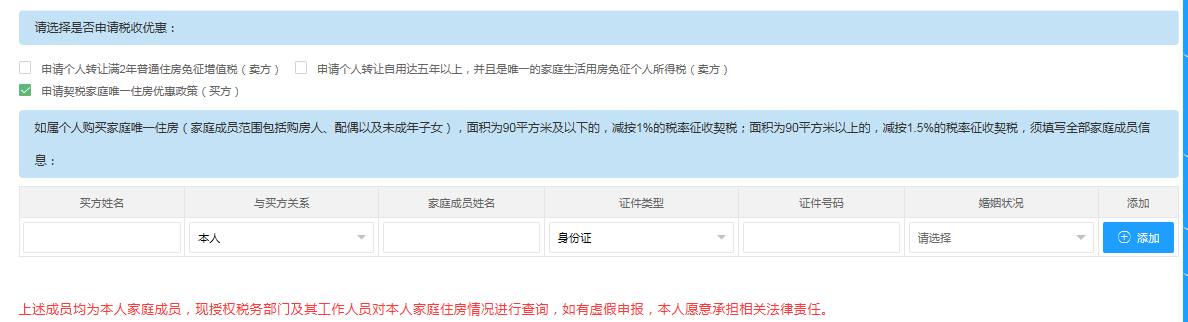 请选择是否申请税收优惠：
申请个人转让满2年普通住房免征增值税（卖方） 申请个人转让自用达五年以上，并且是唯一的家庭生活用房免征个人所得税（卖方）
申请契税家庭唯一住房优惠政策（买方）
如属个人购买家庭唯一住房（家庭成员范围包括购房人、配偶以及未成年子女），面积为90平方米及以下的，减按1%的税率征收契税；面积为90平方米以上的，减按1.5%的税率征收契税，须填写全部家庭成员信
息：
买方姓名 与买方关系 家庭成员姓名 证件类型 证件号码 婚姻状况 添加
本人 身份证 请选择 添加
上述成员均为本人家庭成员，现授权税务部门及其工作人员对本人家庭住房情况进行查询，如有虚假申报，本人愿意承担相关法律责任。